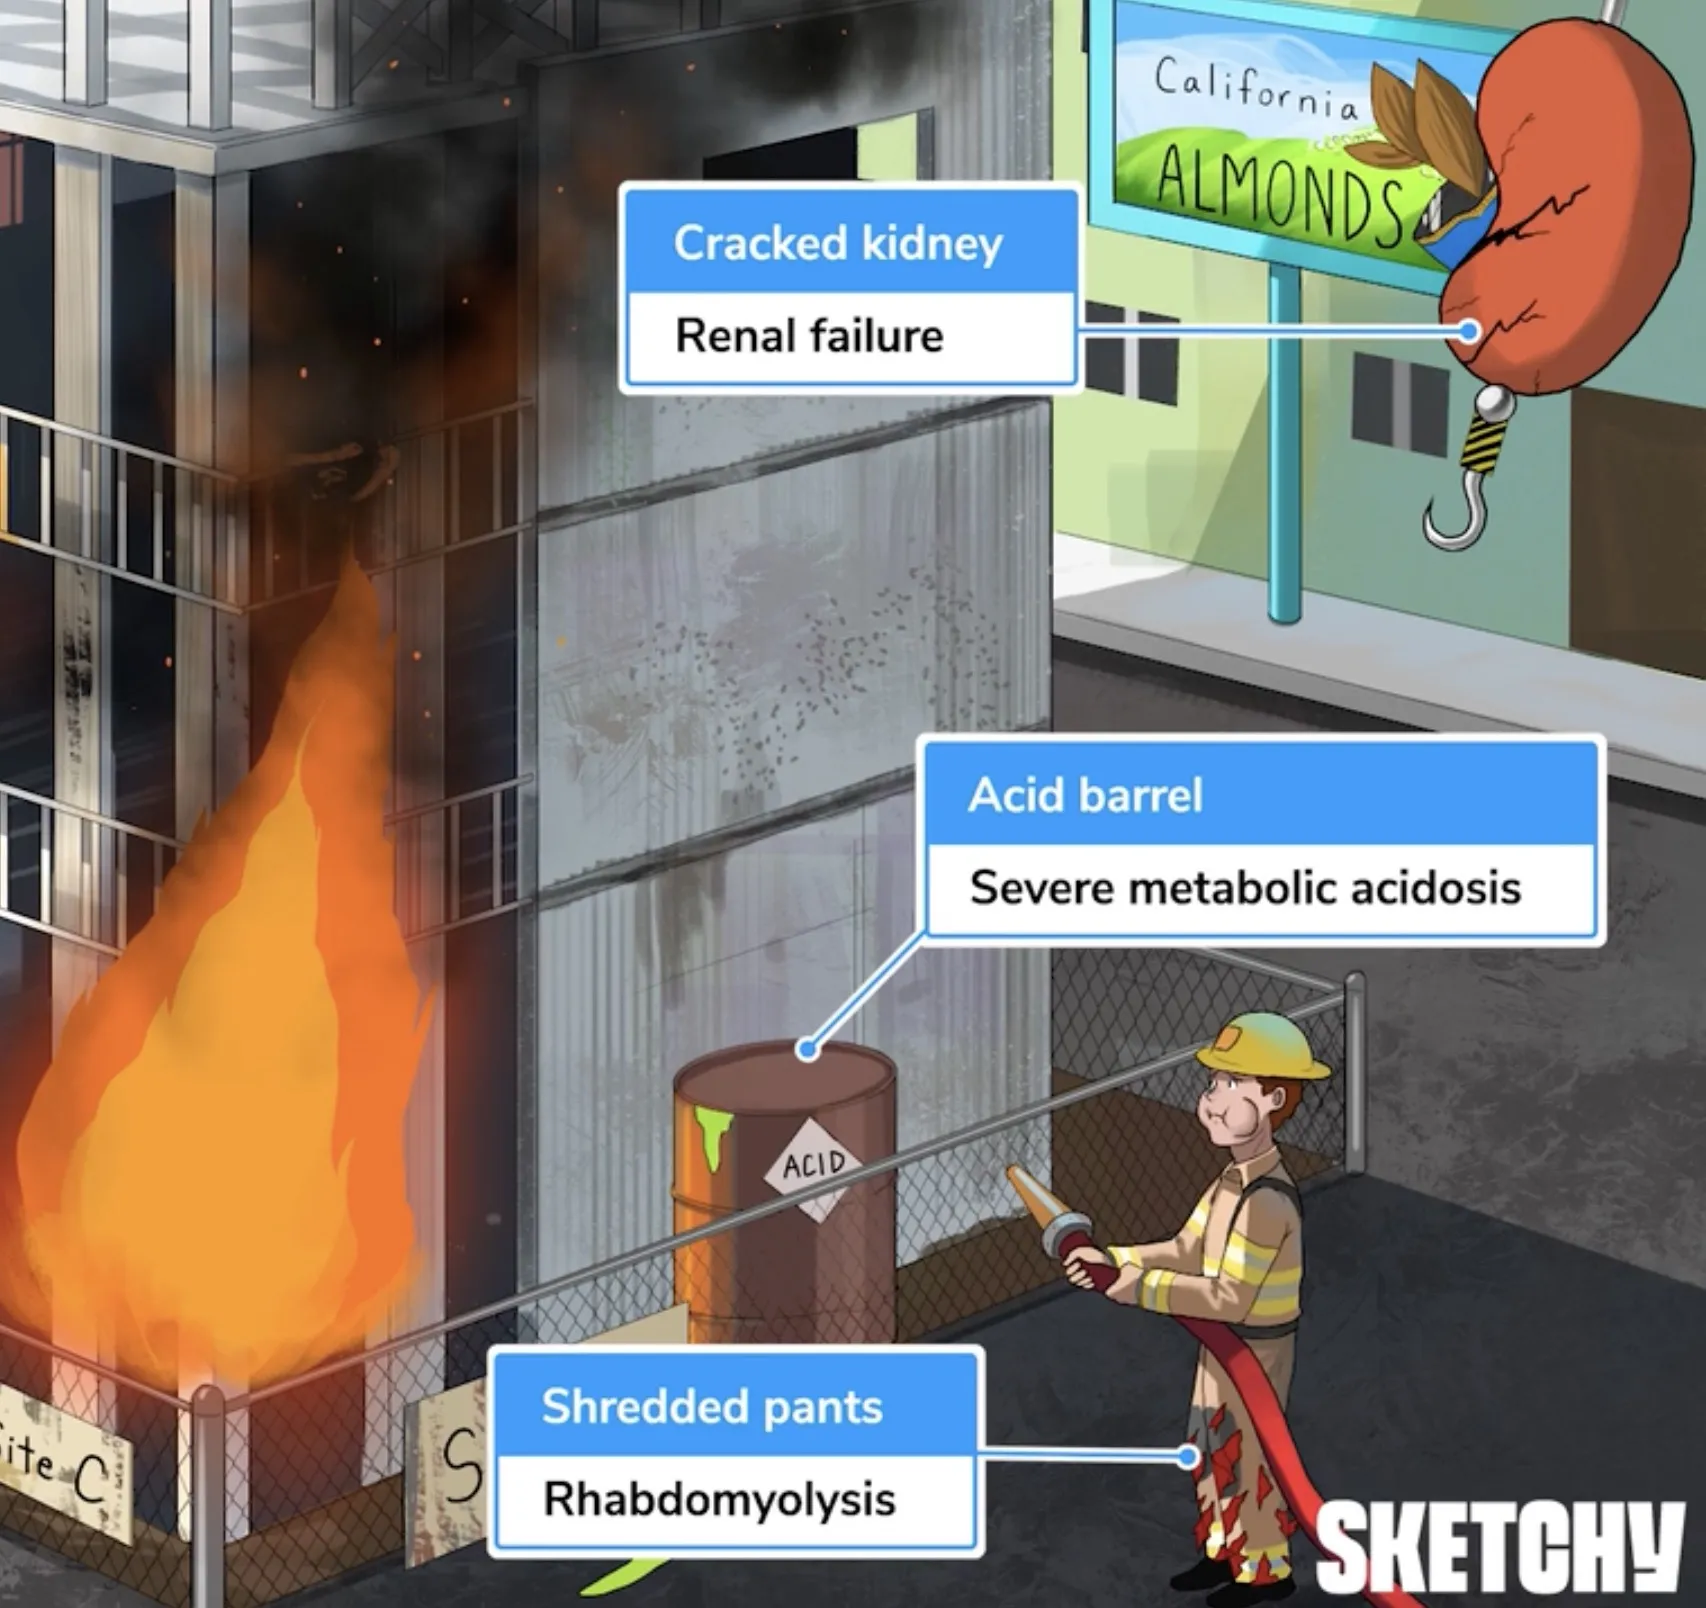 California
ALMONDS
Cracked kidney
Renal failure
Acid barrel
Severe metabolic acidosis
ACID
Shredded pants
Rhabdomyolysis
ite C
S
SKETCHY